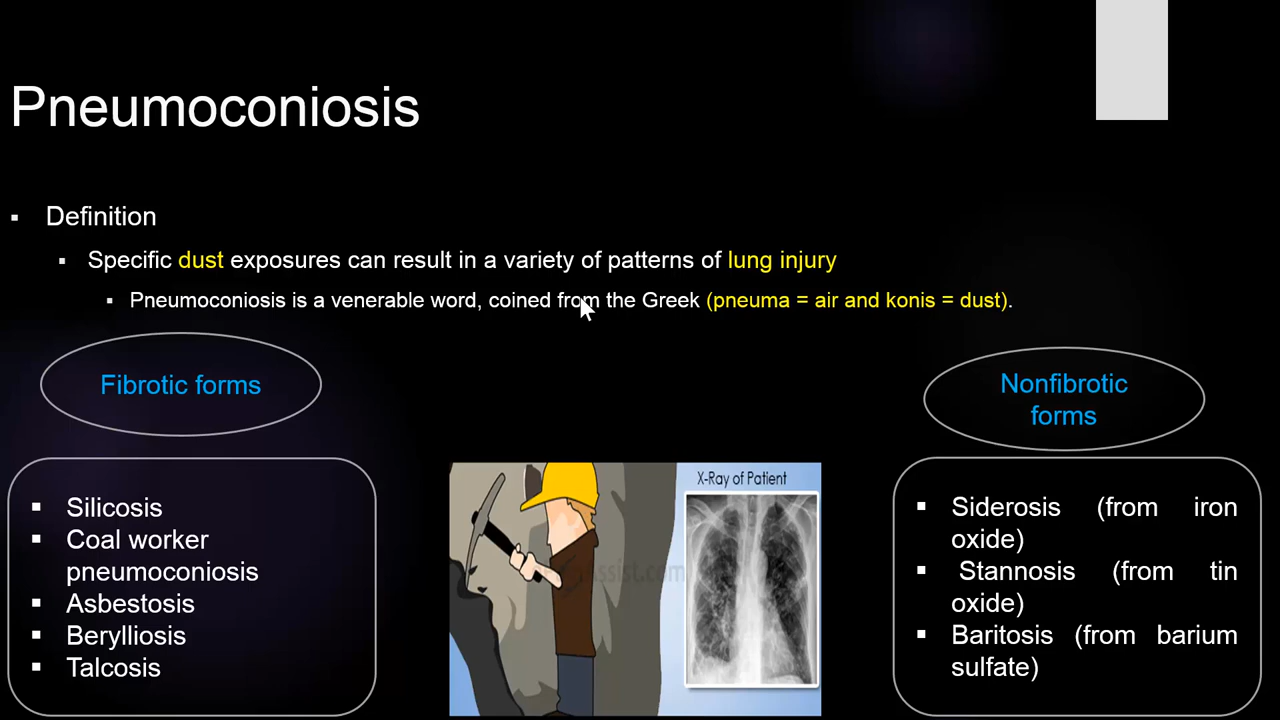 Pneumoconiosis
Definition
Specific dust exposures can result in a variety of patterns of lung injury
Pneumoconiosis is a venerable word, coined from the Greek (pneuma = air and konis = dust).
Fibrotic forms
Nonfibrotic
forms
Silicosis
Coal worker
pneumoconiosis
Asbestosis
Berylliosis
Talcosis
X-Ray of Patient
Siderosis (from iron
oxide)
Stannosis (from tin
oxide)
Baritosis (from barium
sulfate)